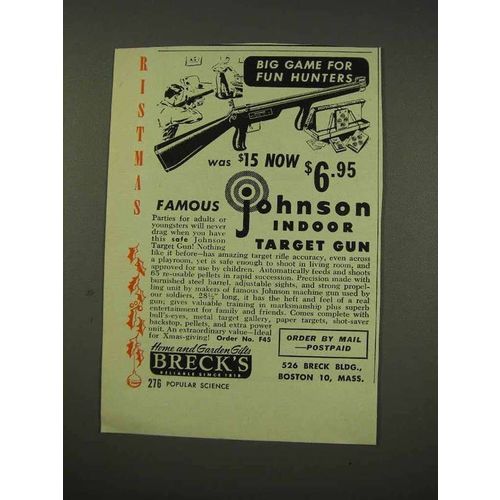 RISTMAS
BIG GAME FOR
FUN HUNTERS
was $15 NOW $6.95
FAMOUS Johnson
INDOOR
TARGET GUN
Parties for adults or
youngsters will never
drag when you have
this safe Johnson
Target Gun! Nothing
like it before—has amazing target rifle accuracy, even across
a playroom, yet is safe enough to shoot in living room, and
approved for use by children. Automatically feeds and shoots
65 re-usable pellets in rapid succession. Precision made with
burnished steel barrel, adjustable sights, and strong propel-
ling unit by makers of famous Johnson machine gun used by
our soldiers, 28½" long, it has the heft and feel of a real
gun; gives valuable training in marksmanship plus superb
entertainment for family and friends. Comes complete with
bull's-eyes, metal target gallery, paper targets, shot-saver
backstop, pellets, and extra power
unit. An extraordinary value—Ideal
for Xmas-giving! Order No. F45
Home and Garden Gifts
BRECK'S
RELIABLE SINCE 1818
ORDER BY MAIL
—POSTPAID
526 BRECK BLDG.,
BOSTON 10, MASS.
276 POPULAR SCIENCE